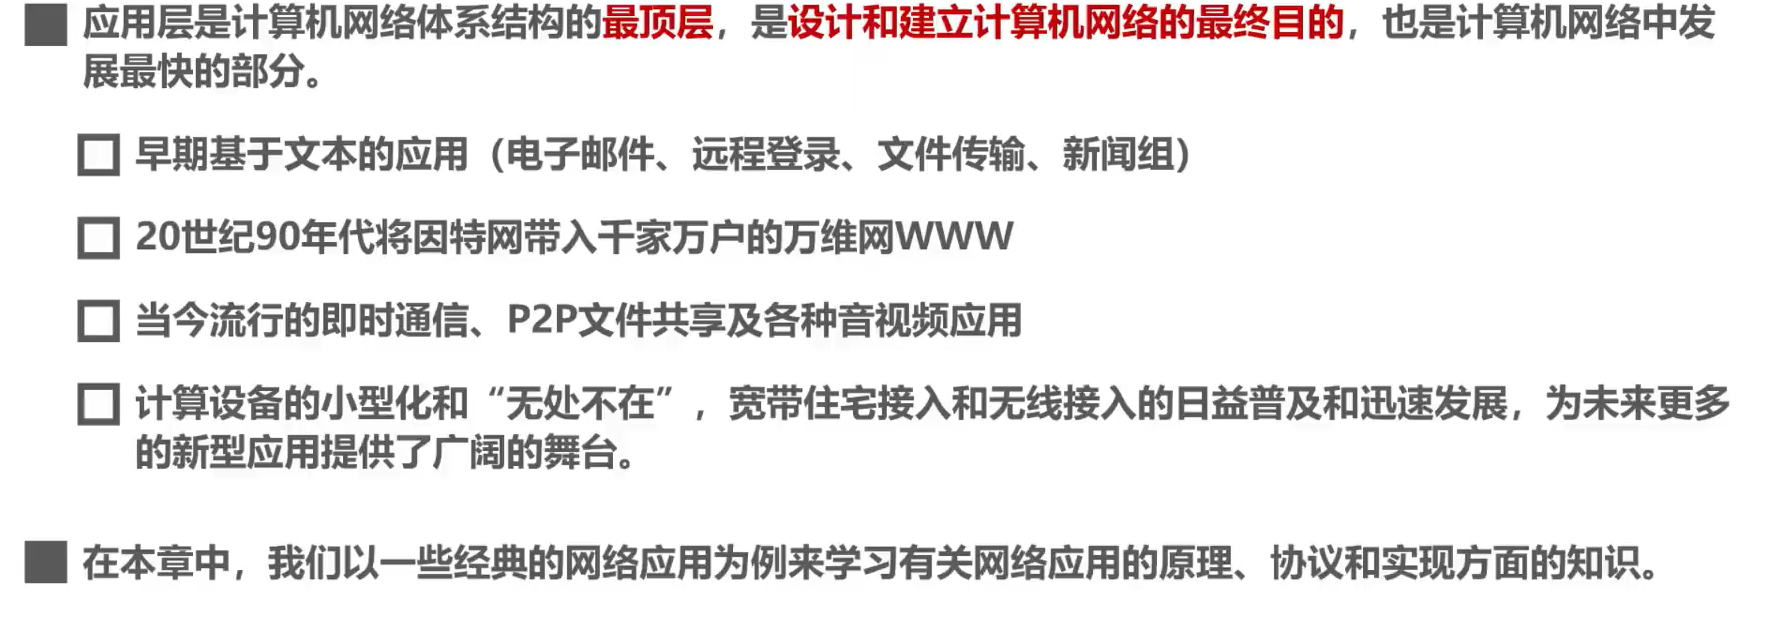 应用层是计算机网络体系结构的最顶层，是设计和建立计算机网络的最终目的，也是计算机网络中发
展最快的部分。
早期基于文本的应用（电子邮件、远程登录、文件传输、新闻组）
20世纪90年代将因特网带入千家万户的万维网WWW
当今流行的即时通信、P2P文件共享及各种音视频应用
计算设备的小型化和“无处不在”，宽带住宅接入和无线接入的日益普及和迅速发展，为未来更多
的新型应用提供了广阔的舞台。
在本章中，我们以一些经典的网络应用为例来学习有关网络应用的原理、协议和实现方面的知识。